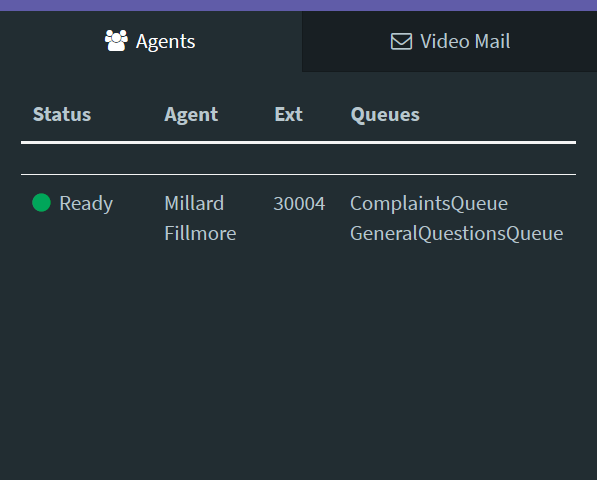 Agents Video Mail
Status Agent Ext Queues
Ready Millard 30004 ComplaintsQueue
Fillmore GeneralQuestionsQueue